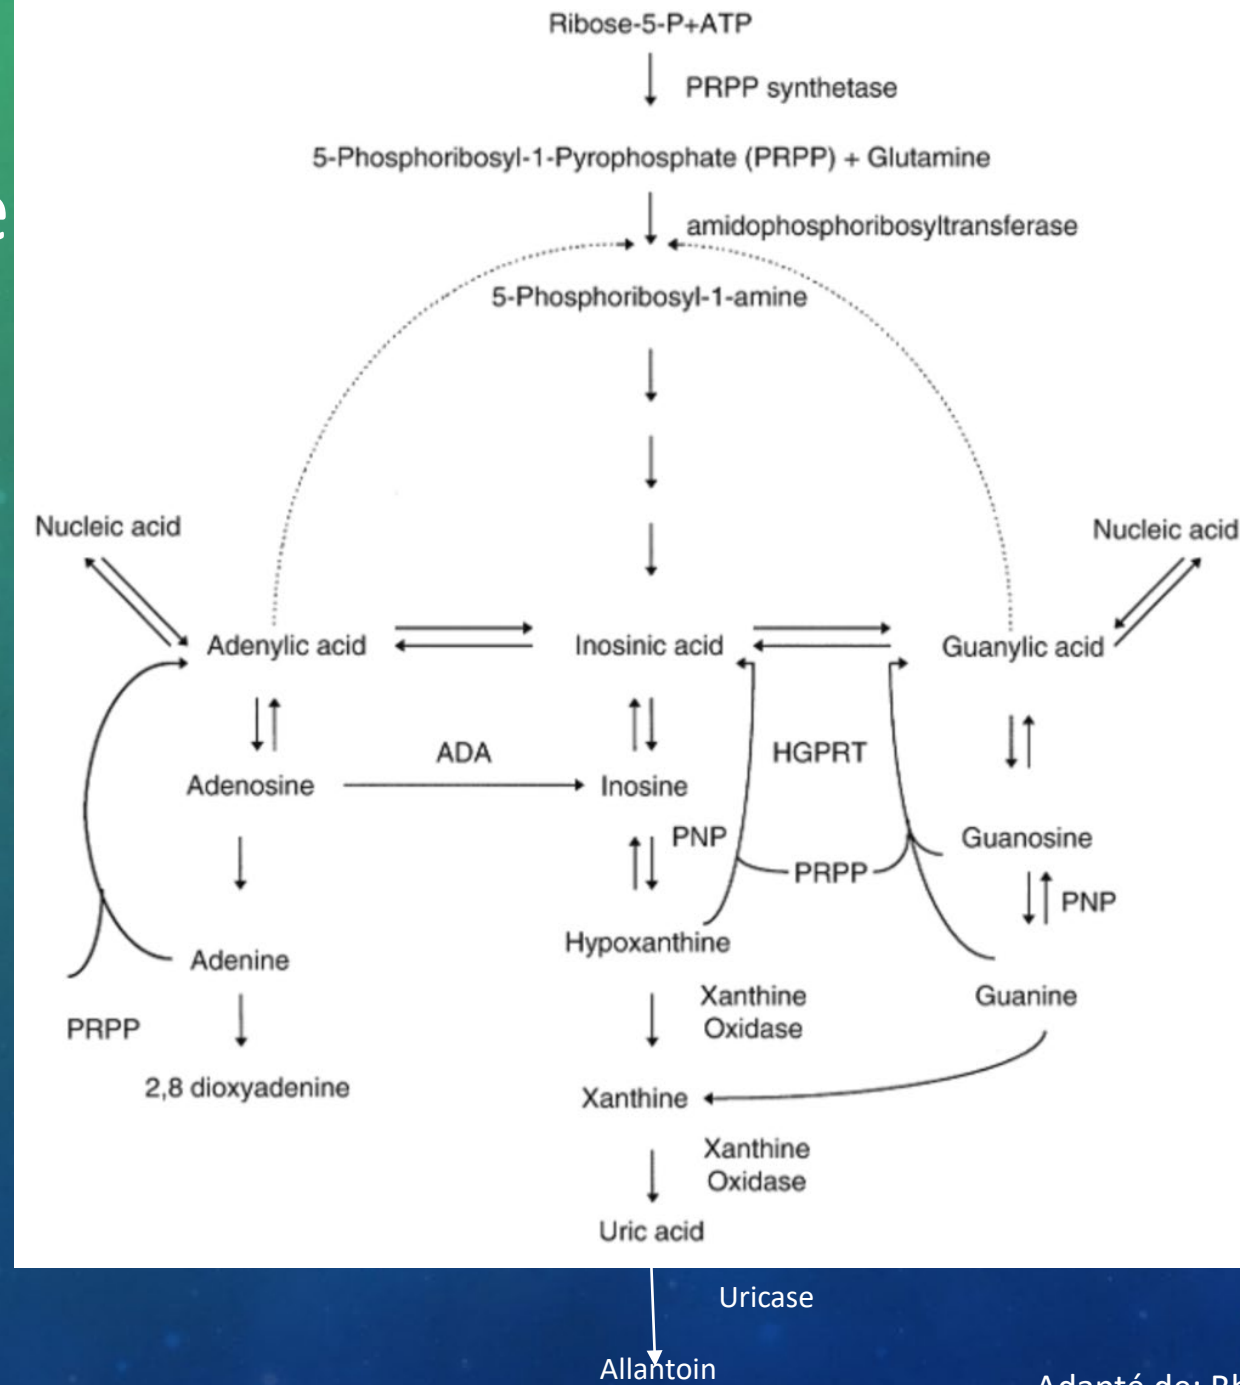 Ribose-5-P+ATP
PRPP synthetase
5-Phosphoribosyl-1-Pyrophosphate (PRPP) + Glutamine
amidophosphoribosyltransferase
5-Phosphoribosyl-1-amine
Nucleic acid
Nucleic acid
Adenylic acid
Inosinic acid
Guanylic acid
ADA
HGPRT
Adenosine
Inosine
PNP
Guanosine
PRPP
PNP
Hypoxanthine
Adenine
Xanthine
Oxidase
Guanine
PRPP
2,8 dioxyadenine
Xanthine
Xanthine
Oxidase
Uric acid
Uricase
Allantoin
Adapté de: